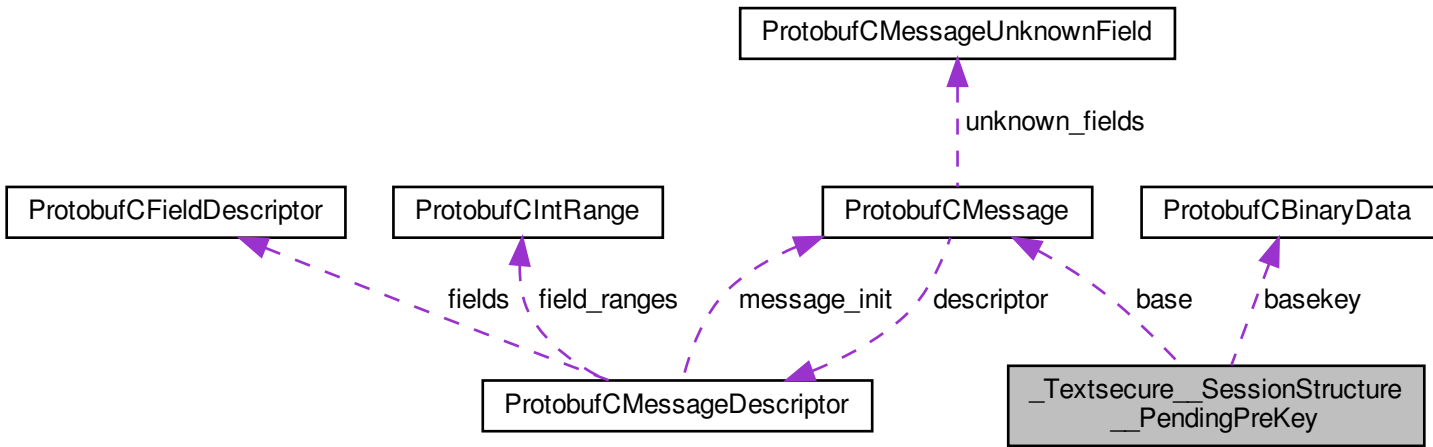 ProtobufCMessageUnknownField
unknown_fields
ProtobufCFieldDescriptor
ProtobufCIntRange
ProtobufCMessage
ProtobufCBinaryData
fields
field_ranges
message_init
descriptor
base
basekey
ProtobufCMessageDescriptor
_Textsecure__SessionStructure
__PendingPreKey